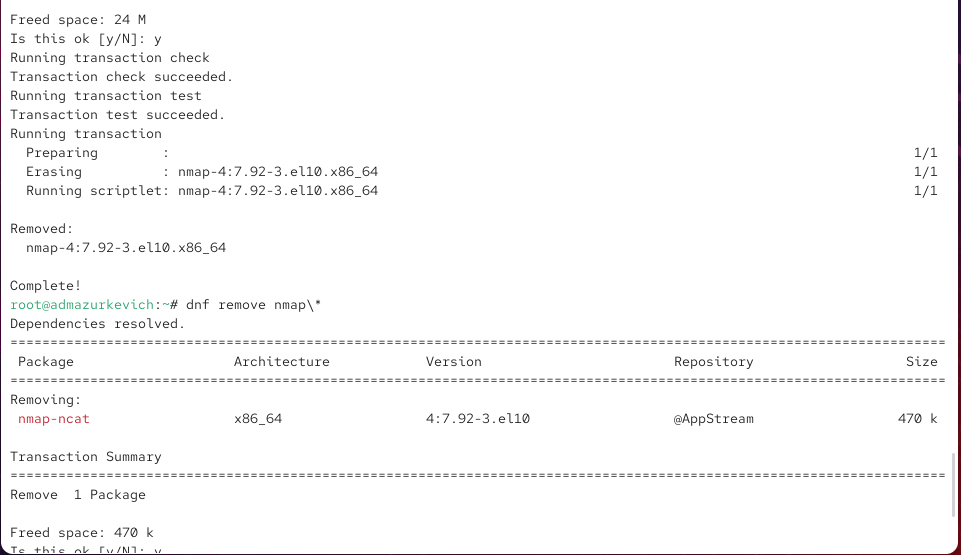 Freed space: 24 M
Is this ok [y/N]: y
Running transaction check
Transaction check succeeded.
Running transaction test
Transaction test succeeded.
Running transaction
  Preparing        :                                                                                             1/1
  Erasing          : nmap-4:7.92-3.el10.x86_64                                                                   1/1
  Running scriptlet: nmap-4:7.92-3.el10.x86_64                                                                   1/1

Removed:
  nmap-4:7.92-3.el10.x86_64

Complete!
root@admazurkevich:~# dnf remove nmap\*
Dependencies resolved.
=====================================================================================================================
 Package                    Architecture            Version                        Repository                   Size
=====================================================================================================================
Removing:
 nmap-ncat                  x86_64                  4:7.92-3.el10                  @AppStream                  470 k

Transaction Summary
=====================================================================================================================
Remove  1 Package

Freed space: 470 k
Is this ok [y/N]: y